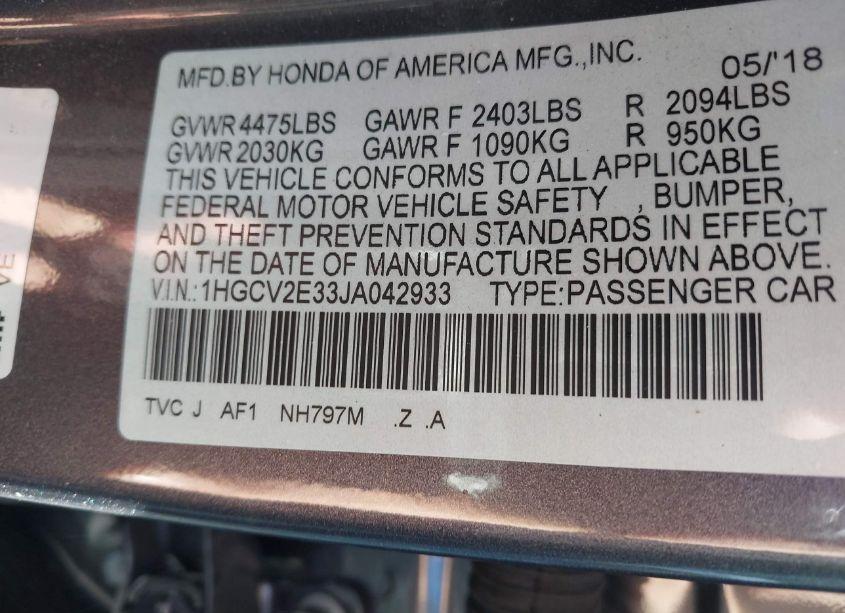 MFD.BY HONDA OF AMERICA MFG.,INC. 05/'18
GVWR 4475LBS GAWR F 2403LBS R 2094LBS
GVWR 2030KG GAWR F 1090KG R 950KG
THIS VEHICLE CONFORMS TO ALL APPLICABLE
FEDERAL MOTOR VEHICLE SAFETY , BUMPER,
AND THEFT PREVENTION STANDARDS IN EFFECT
ON THE DATE OF MANUFACTURE SHOWN ABOVE.
V.I.N.:1HGCV2E33JA042933 TYPE:PASSENGER CAR
TVC J AF1 NH797M .Z .A
VE